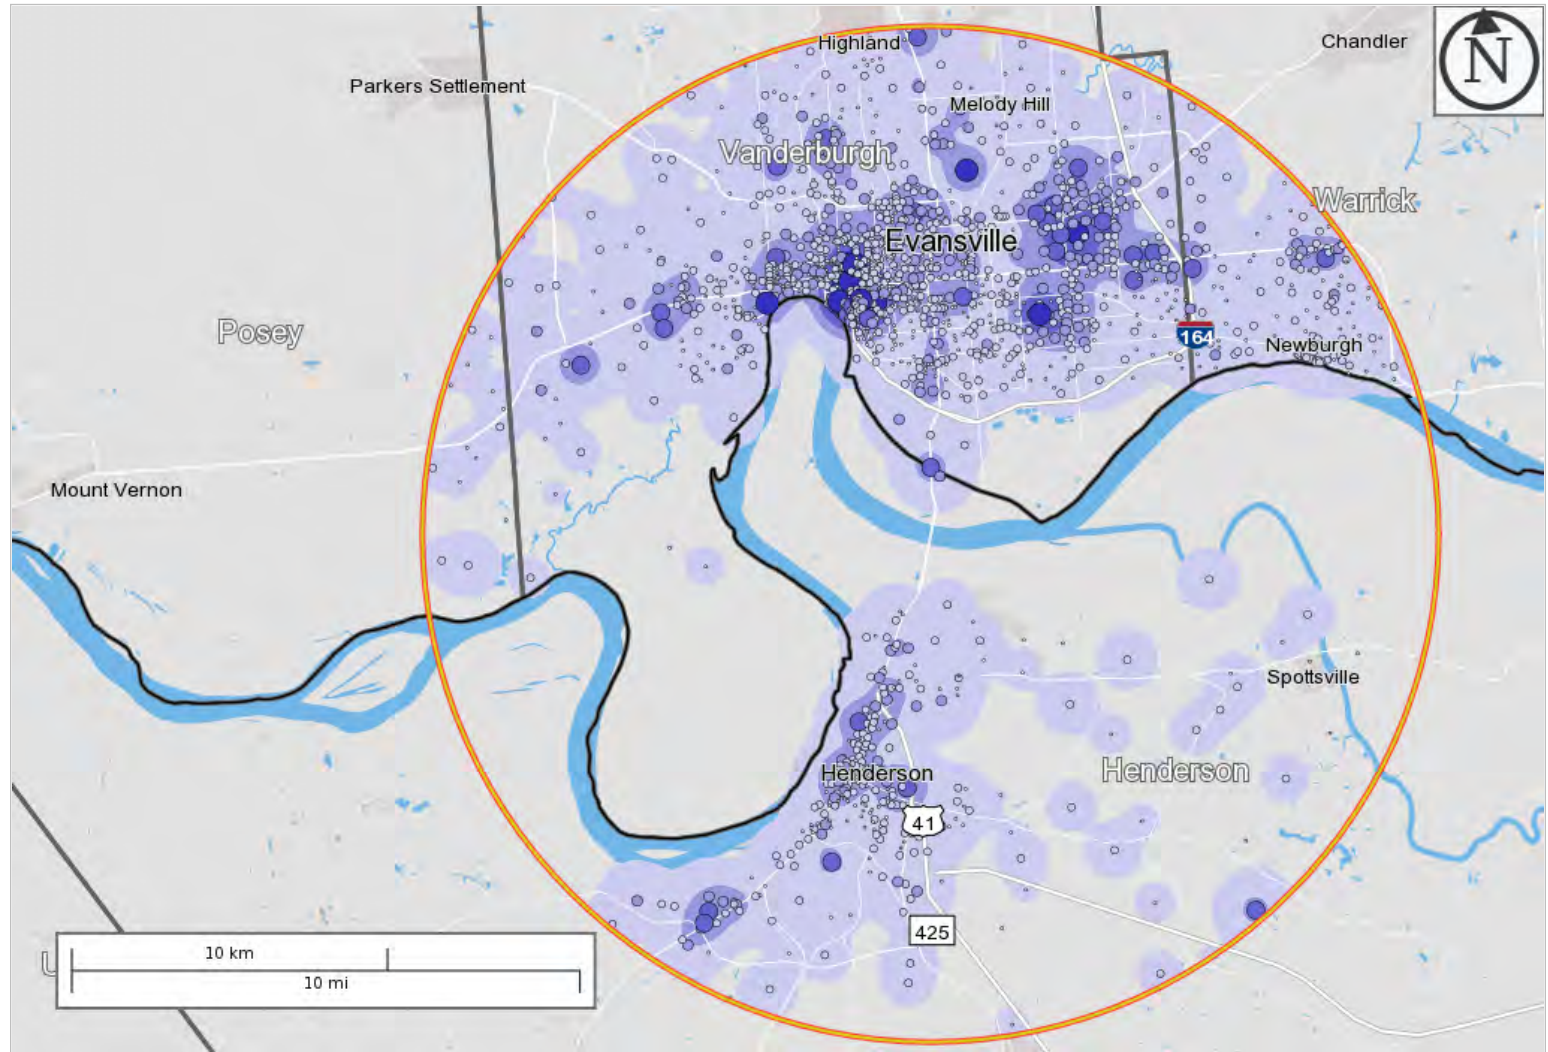 Highland
Chandler
N
Parkers Settlement
Melody Hill
Vanderburgh
Warrick
Evansville
Posey
164
Newburgh
Mount Vernon
Spottsville
Henderson
Henderson
41
425
U
10 km
10 mi